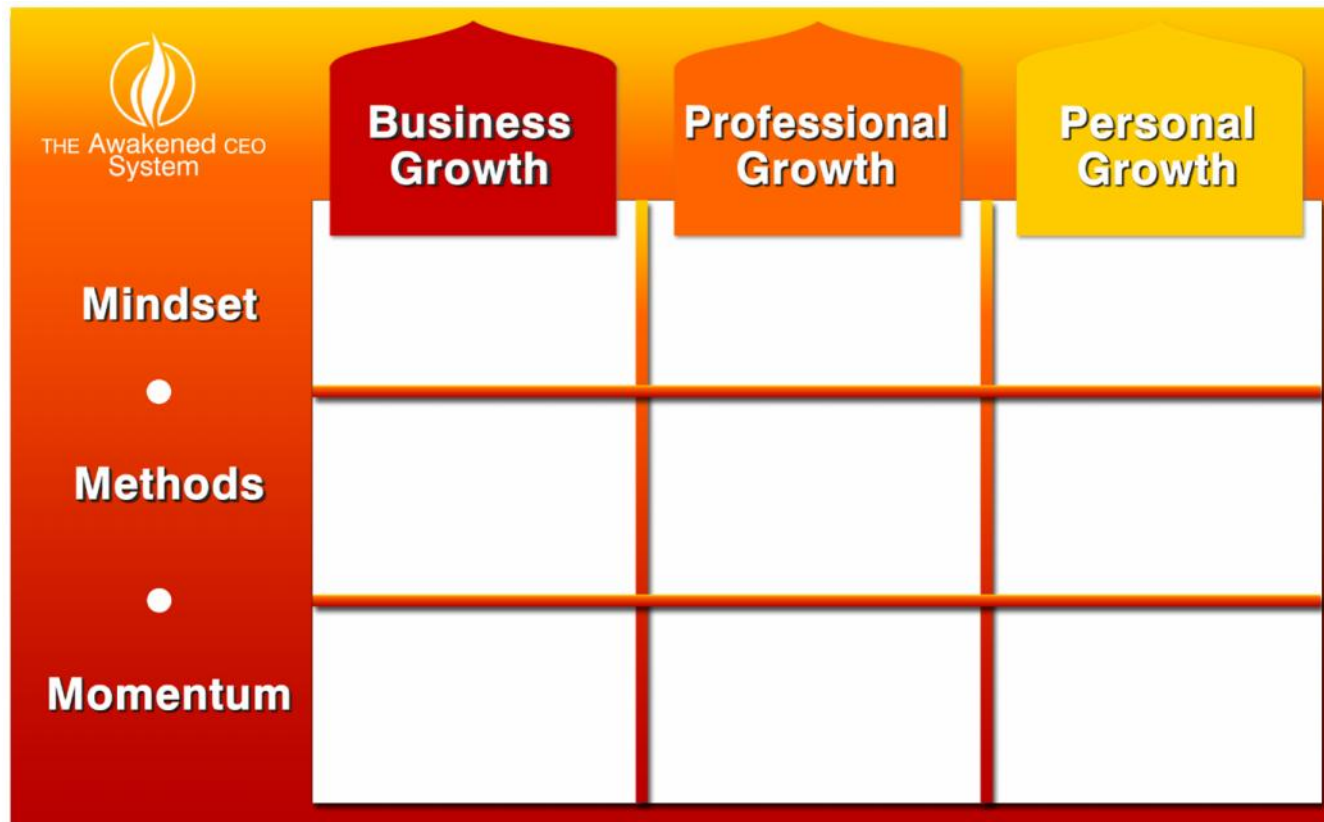 THE Awakened CEO
System
Business
Growth
Professional
Growth
Personal
Growth
Mindset
Methods
Momentum